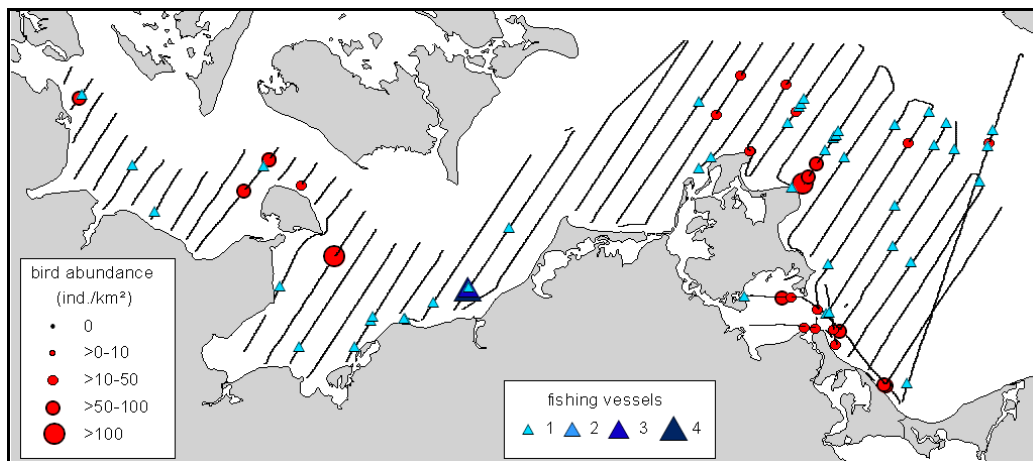 bird abundance
(ind./km²)
0
>0-10
>10-50
>50-100
>100
fishing vessels
1 2 3 4